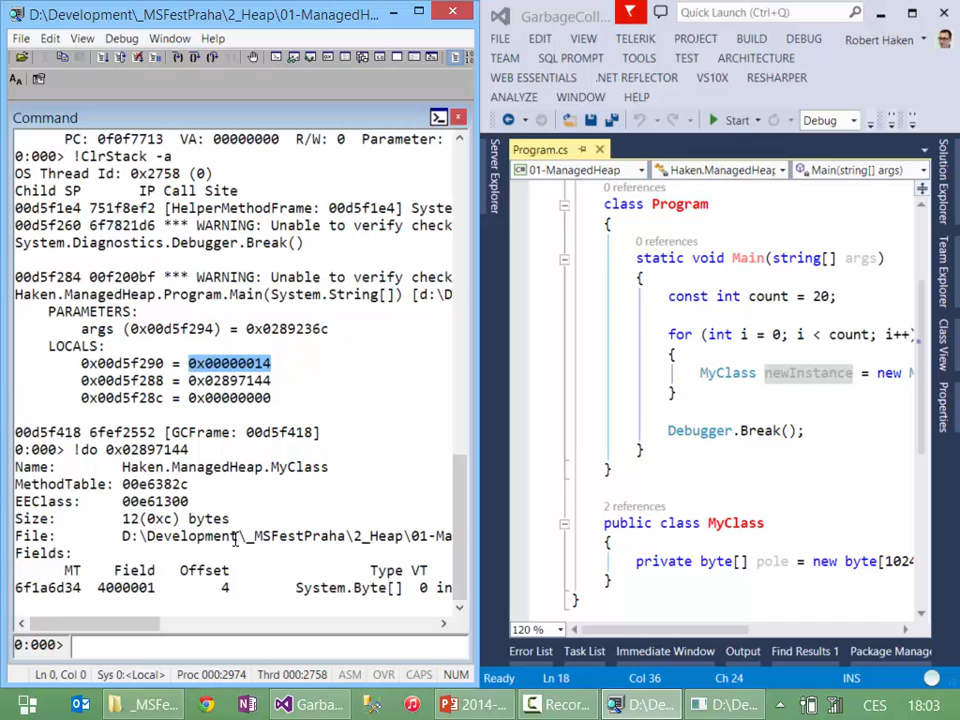 D:\Development\_MSFestPraha\2_Heap\01-ManagedH...
File Edit View Debug Window Help
Command
PC: 0f0f7713 VA: 00000000 R/W: 0 Parameter:
0:000> !ClrStack -a
OS Thread Id: 0x2758 (0)
Child SP IP Call Site
00d5f1e4 751f8ef2 [HelperMethodFrame: 00d5f1e4] Syste
00d5f260 6f7821d6 *** WARNING: Unable to verify check
System.Diagnostics.Debugger.Break()
00d5f284 00f200bf *** WARNING: Unable to verify check
Haken.ManagedHeap.Program.Main(System.String[]) [d:\D
PARAMETERS:
args (0x00d5f294) = 0x0289236c
LOCALS:
0x00d5f290 = 0x00000014
0x00d5f288 = 0x02897144
0x00d5f28c = 0x00000000
00d5f418 6fef2552 [GCFrame: 00d5f418]
0:000> !do 0x02897144
Name: Haken.ManagedHeap.MyClass
MethodTable: 00e6382c
EEClass: 00e61300
Size: 12(0xc) bytes
File: D:\Development\_MSFestPraha\2_Heap\01-Ma
Fields:
MT Field Offset Type VT
6f1a6d34 4000001 4 System.Byte[] 0 in
0:000>
Ln 0, Col 0 Sys 0:<Local> Proc 000:2974 Thrd 000:2758 ASM OVR CAPS NUM
GarbageColl...
Quick Launch (Ctrl+Q)
FILE EDIT VIEW TELERIK PROJECT BUILD DEBUG Robert Haken
TEAM SQL PROMPT TOOLS TEST ARCHITECTURE
WEB ESSENTIALS .NET REFLECTOR VS10X RESHARPER
ANALYZE WINDOW HELP
Start Debug
Server Explorer
Program.cs
01-ManagedHeap Haken.ManagedHeap. Main(string[] args)
0 references
class Program
{
0 references
static void Main(string[] args)
{
const int count = 20;
for (int i = 0; i < count; i++)
{
MyClass newInstance = new M
}
Debugger.Break();
}
}
2 references
public class MyClass
{
private byte[] pole = new byte[1024
}
}
120 %
Solution Explorer
Team Explorer
Class View
Properties
Error List Task List Immediate Window Output Find Results 1 Package Manage
Ready Ln 18 Col 36 Ch 24 INS
_MSFe... Garba... 2014-... Recor... D:\De... D:\De... CES 18:03